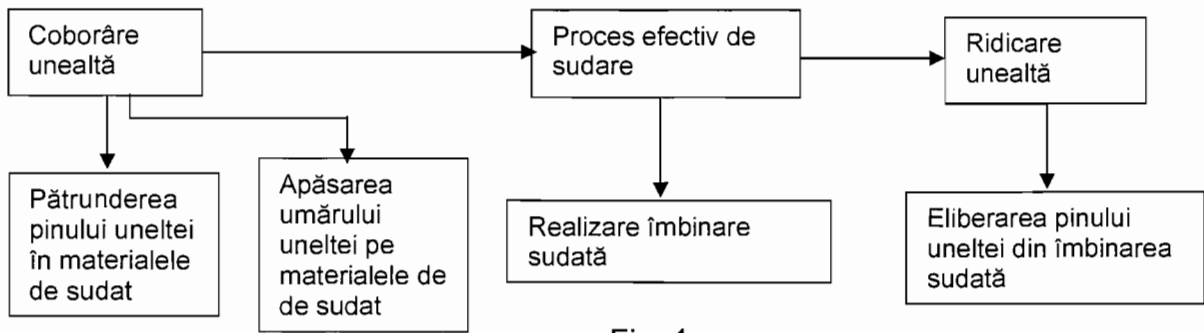 Coborâre
unealtă
Proces efectiv de
sudare
Ridicare
unealtă
Pătrunderea
pinului uneltei
în materialele
de sudat
Apăsarea
umărului
uneltei pe
materialele de
de sudat
Realizare îmbinare
sudată
Eliberarea pinului
uneltei din îmbinarea
sudată